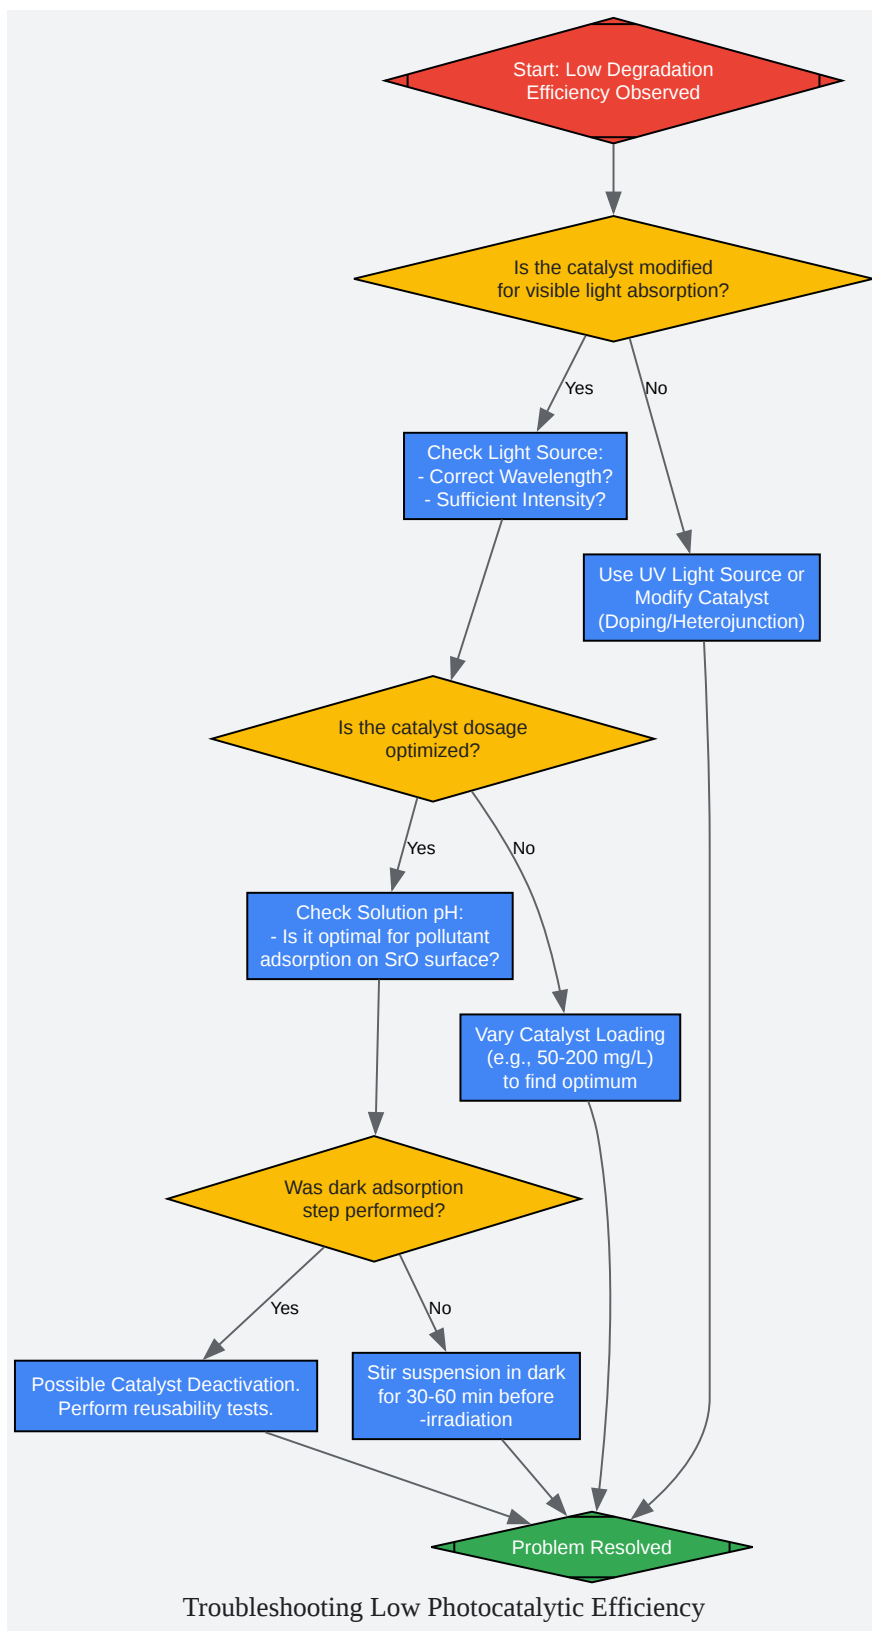 Start: Low Degradation
Efficiency Observed
Is the catalyst modified
for visible light absorption?
Yes
No
Check Light Source:
- Correct Wavelength?
- Sufficient Intensity?
Use UV Light Source or
Modify Catalyst
(Doping/Heterojunction)
Is the catalyst dosage
optimized?
Yes
No
Check Solution pH:
- Is it optimal for pollutant
adsorption on SrO surface?
Vary Catalyst Loading
(e.g., 50-200 mg/L)
to find optimum
Was dark adsorption
step performed?
Yes
No
Possible Catalyst Deactivation.
Perform reusability tests.
Stir suspension in dark
for 30-60 min before
-irradiation
Problem Resolved
Troubleshooting Low Photocatalytic Efficiency